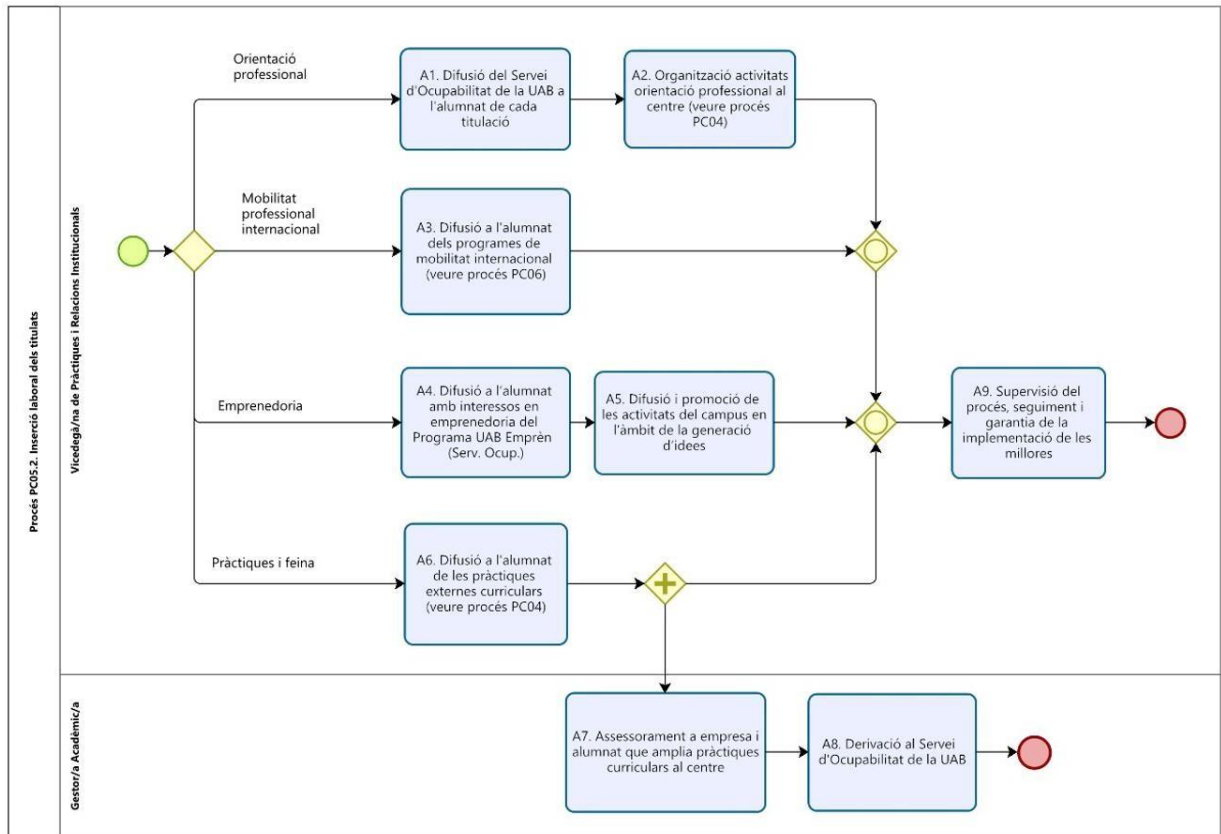 Procés PC05.2. Inserció laboral dels titulats
Vicedegà/na de Pràctiques i Relacions Institucionals
Orientació
professional
A1. Difusió del Servei
d'Ocupabilitat de la UAB a
l'alumnat de cada
titulació
A2. Organització activitats
orientació professional al
centre (veure procés
PC04)
Mobilitat
professional
internacional
A3. Difusió a l'alumnat
dels programes de
mobilitat internacional
(veure procés PC06)
Emprenedoria
A4. Difusió a l'alumnat
amb interessos en
emprenedoria del
Programa UAB Emprèn
(Serv. Ocup.)
A5. Difusió i promoció de
les activitats del campus en
l'àmbit de la generació
d'idees
A9. Supervisió del
procés, seguiment i
garantia de la
implementació de les
millores
Pràctiques i feina
A6. Difusió a l'alumnat
de les pràctiques
externes curriculars
(veure procés PC04)
Gestor/a Acadèmic/a
A7. Assessorament a empresa i
alumnat que amplia pràctiques
curriculars al centre
A8. Derivació al Servei
d'Ocupabilitat de la UAB